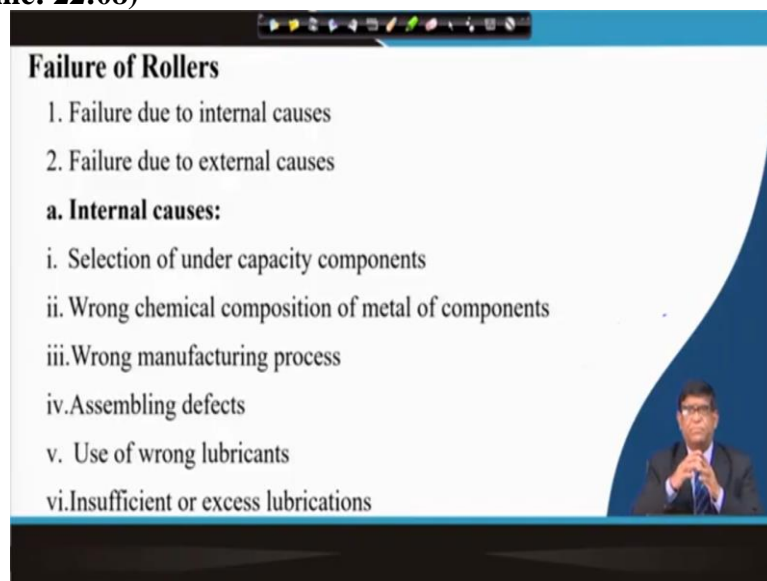 Failure of Rollers
1. Failure due to internal causes
2. Failure due to external causes
a. Internal causes:
i. Selection of under capacity components
ii. Wrong chemical composition of metal of components
iii.Wrong manufacturing process
iv.Assembling defects
v. Use of wrong lubricants
vi.Insufficient or excess lubrications